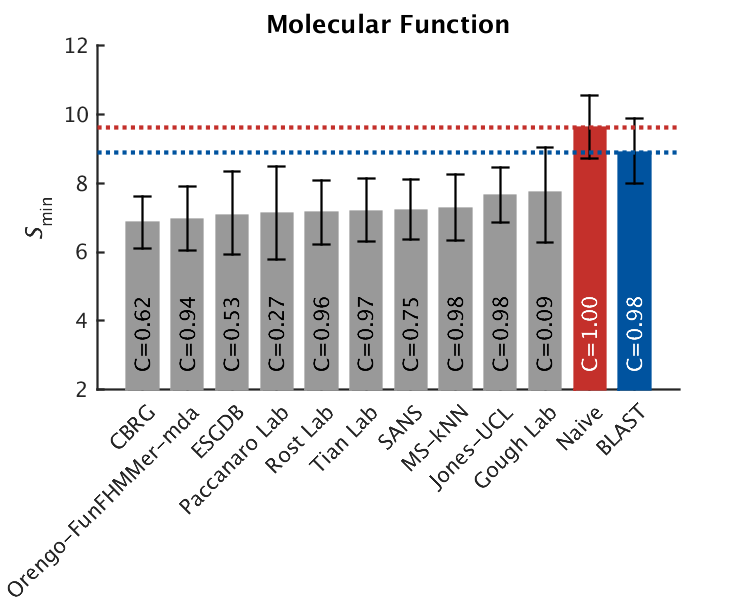 Molecular Function
12
10
8
6
4
2
Smin
C=0.62
C=0.94
C=0.53
C=0.27
C=0.96
C=0.97
C=0.75
C=0.98
C=0.98
C=0.09
C=1.00
C=0.98
CBRG
Orengo-FunFHMMer-mda
ESGDB
Paccanaro Lab
Rost Lab
Tian Lab
SANS
MS-kNN
Jones-UCL
Gough Lab
Naive
BLAST